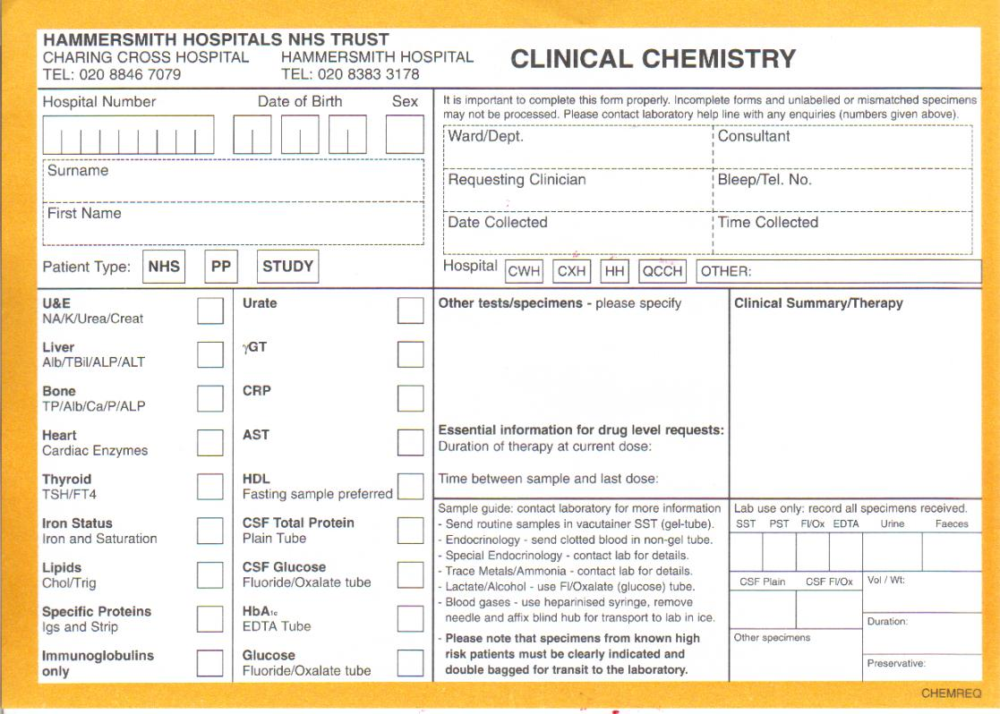 HAMMERSMITH HOSPITALS NHS TRUST
CHARING CROSS HOSPITAL HAMMERSMITH HOSPITAL
TEL: 020 8846 7079 TEL: 020 8383 3178
CLINICAL CHEMISTRY
Hospital Number Date of Birth Sex
Surname
First Name
Patient Type: NHS PP STUDY
It is important to complete this form properly. Incomplete forms and unlabelled or mismatched specimens
may not be processed. Please contact laboratory help line with any enquiries (numbers given above).
Ward/Dept. Consultant
Requesting Clinician Bleep/Tel. No.
Date Collected Time Collected
Hospital CWH CXH HH QCCH OTHER:
U&E
NA/K/Urea/Creat
Liver
Alb/TBil/ALP/ALT
Bone
TP/Alb/Ca/P/ALP
Heart
Cardiac Enzymes
Thyroid
TSH/FT4
Iron Status
Iron and Saturation
Lipids
Chol/Trig
Specific Proteins
Igs and Strip
Immunoglobulins
only
Urate
γGT
CRP
AST
HDL
Fasting sample preferred
CSF Total Protein
Plain Tube
CSF Glucose
Fluoride/Oxalate tube
HbA1c
EDTA Tube
Glucose
Fluoride/Oxalate tube
Other tests/specimens - please specify
Essential information for drug level requests:
Duration of therapy at current dose:
Time between sample and last dose:
Clinical Summary/Therapy
Sample guide: contact laboratory for more information
- Send routine samples in vacutainer SST (gel-tube).
- Endocrinology - send clotted blood in non-gel tube.
- Special Endocrinology - contact lab for details.
- Trace Metals/Ammonia - contact lab for details.
- Lactate/Alcohol - use Fl/Oxalate (glucose) tube.
- Blood gases - use heparinised syringe, remove
needle and affix blind hub for transport to lab in ice.
- Please note that specimens from known high
risk patients must be clearly indicated and
double bagged for transit to the laboratory.
Lab use only: record all specimens received.
SST PST Fl/Ox EDTA Urine Faeces
CSF Plain CSF Fl/Ox Vol / Wt:
Duration:
Other specimens
Preservative:
CHEMREQ